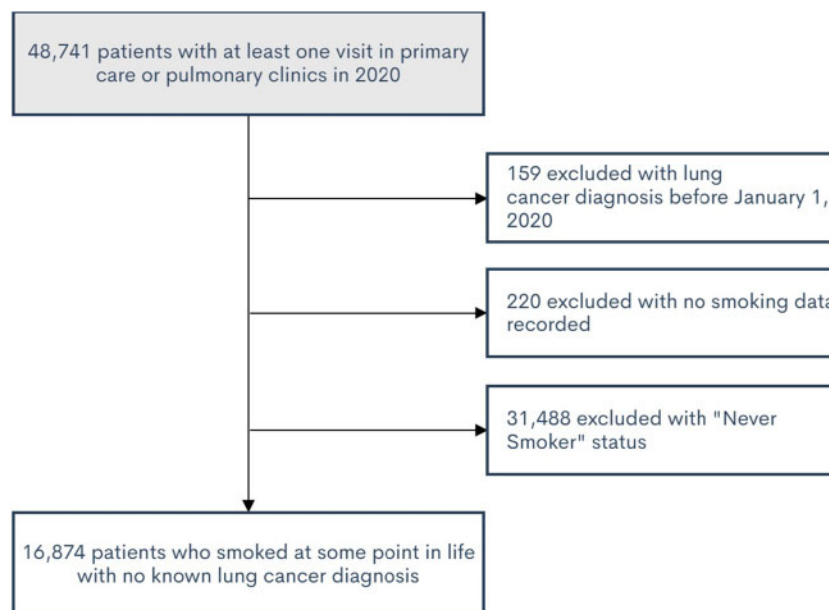 48,741 patients with at least one visit in primary
care or pulmonary clinics in 2020
159 excluded with lung
cancer diagnosis before January 1,
2020
220 excluded with no smoking data
recorded
31,488 excluded with "Never
Smoker" status
16,874 patients who smoked at some point in life
with no known lung cancer diagnosis